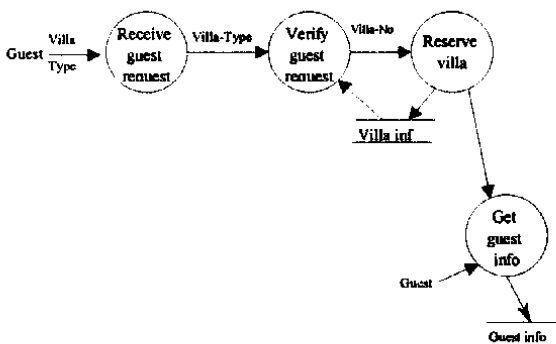 Guest
Villa
Type
Receive
guest
request
Villa-Type
Verify
guest
request
Villa-No
Reserve
villa
Villa inf
Get
guest
info
Guest
Guest info